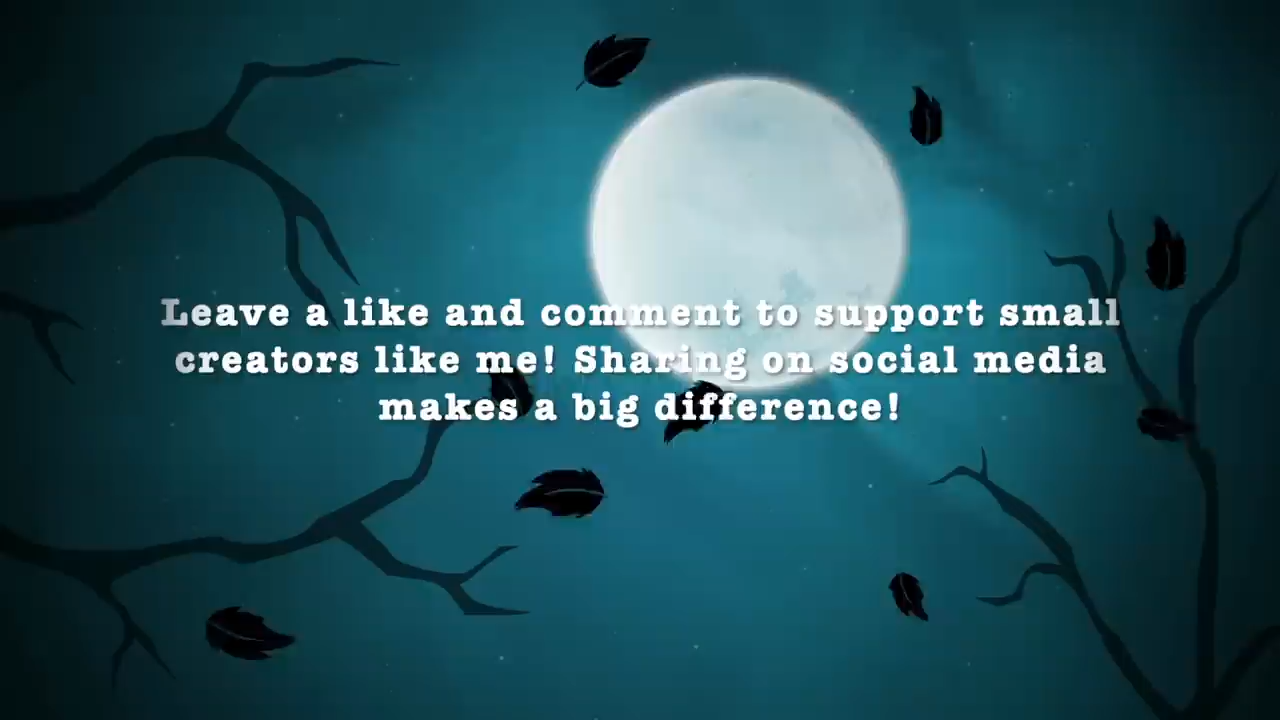 Leave a like and comment to support small
creators like me! Sharing on social media
makes a big difference!